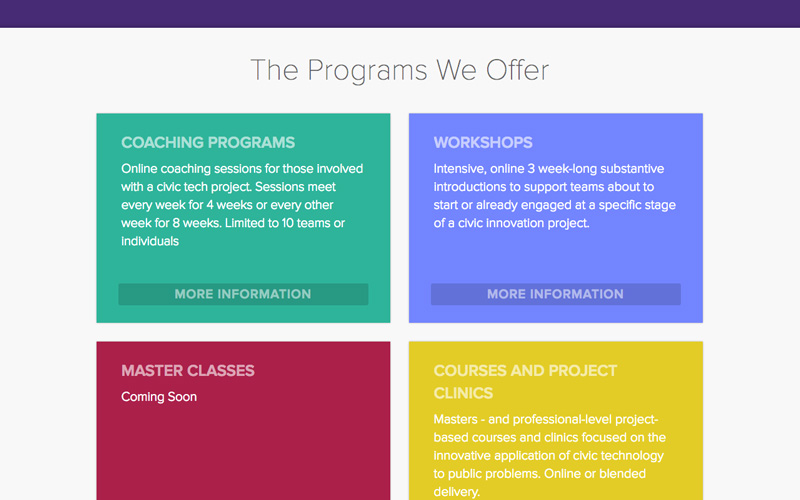 The Programs We Offer
COACHING PROGRAMS
Online coaching sessions for those involved
with a civic tech project. Sessions meet
every week for 4 weeks or every other
week for 8 weeks. Limited to 10 teams or
individuals
MORE INFORMATION
WORKSHOPS
Intensive, online 3 week-long substantive
introductions to support teams about to
start or already engaged at a specific stage
of a civic innovation project.
MORE INFORMATION
MASTER CLASSES
Coming Soon
COURSES AND PROJECT
CLINICS
Masters - and professional-level project-
based courses and clinics focused on the
innovative application of civic technology
to public problems. Online or blended
delivery.